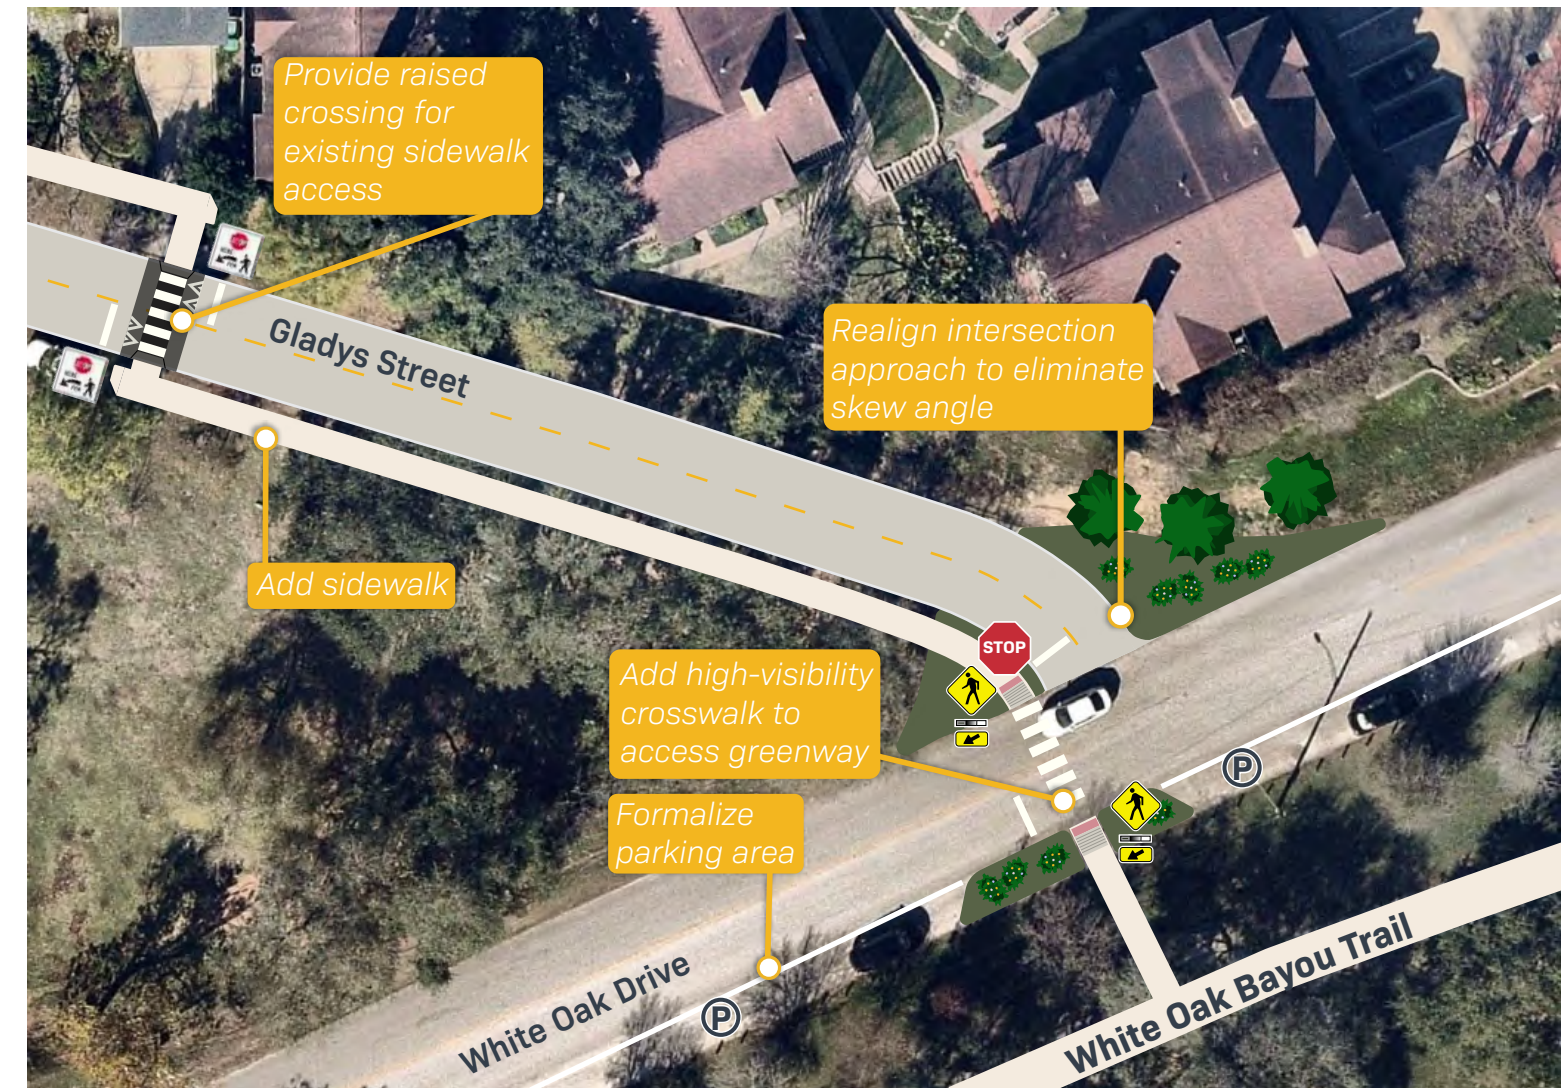 Provide raised
crossing for
existing sidewalk
access
Gladys Street
Realign intersection
approach to eliminate
skew angle
Add sidewalk
STOP
Add high-visibility
crosswalk to
access greenway
Formalize
parking area
P
White Oak Drive
P
White Oak Bayou Trail